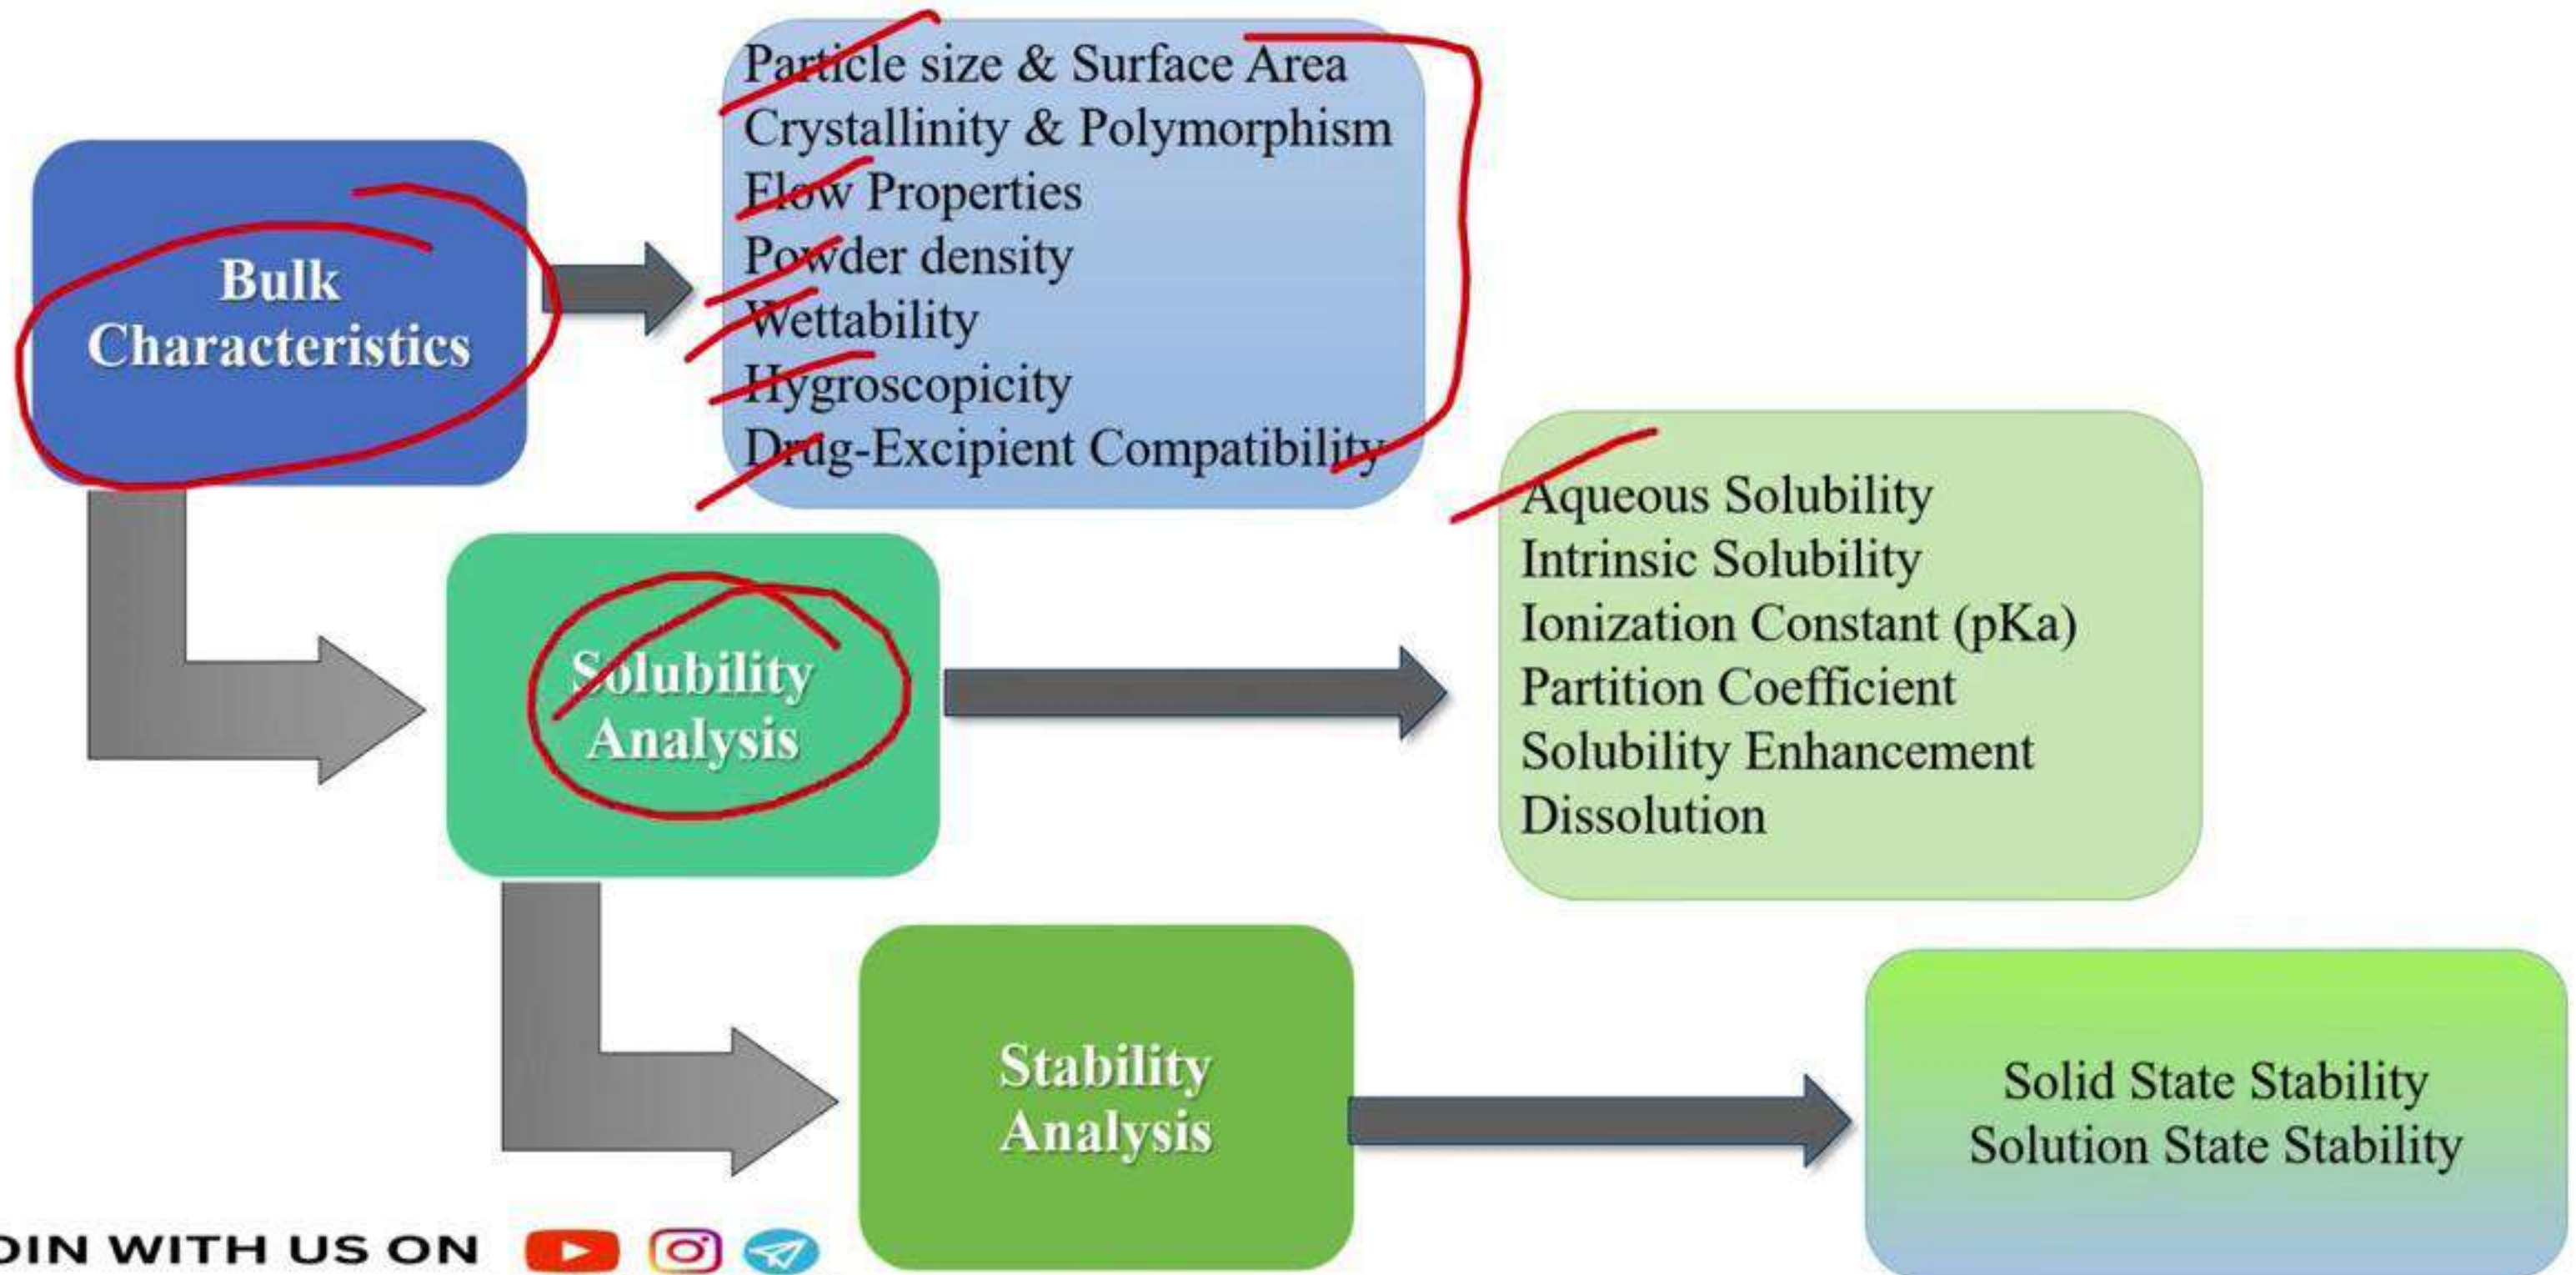 Bulk
Characteristics
Particle size & Surface Area
Crystallinity & Polymorphism
Flow Properties
Powder density
Wettability
Hygroscopicity
Drug-Excipient Compatibility
Solubility
Analysis
Aqueous Solubility
Intrinsic Solubility
Ionization Constant (pKa)
Partition Coefficient
Solubility Enhancement
Dissolution
Stability
Analysis
Solid State Stability
Solution State Stability
OIN WITH US ON